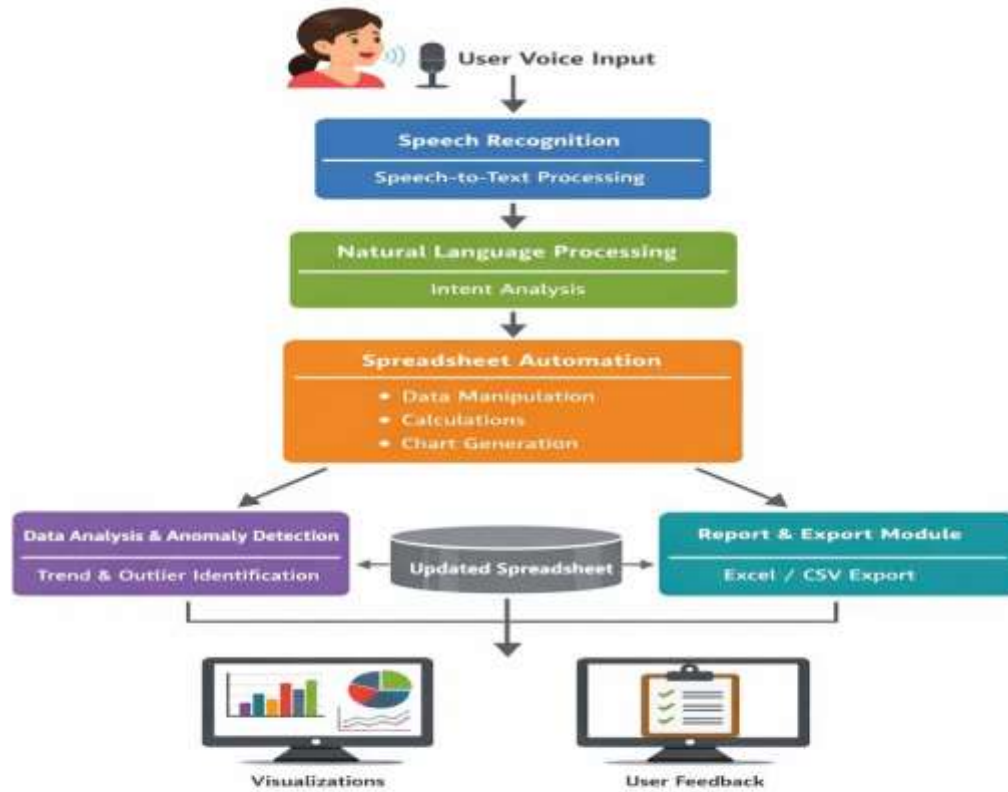 User Voice Input
Speech Recognition
Speech-to-Text Processing
Natural Language Processing
Intent Analysis
Spreadsheet Automation
• Data Manipulation
• Calculations
• Chart Generation
Data Analysis & Anomaly Detection
Trend & Outlier Identification
Updated Spreadsheet
Report & Export Module
Excel / CSV Export
Visualizations
User Feedback